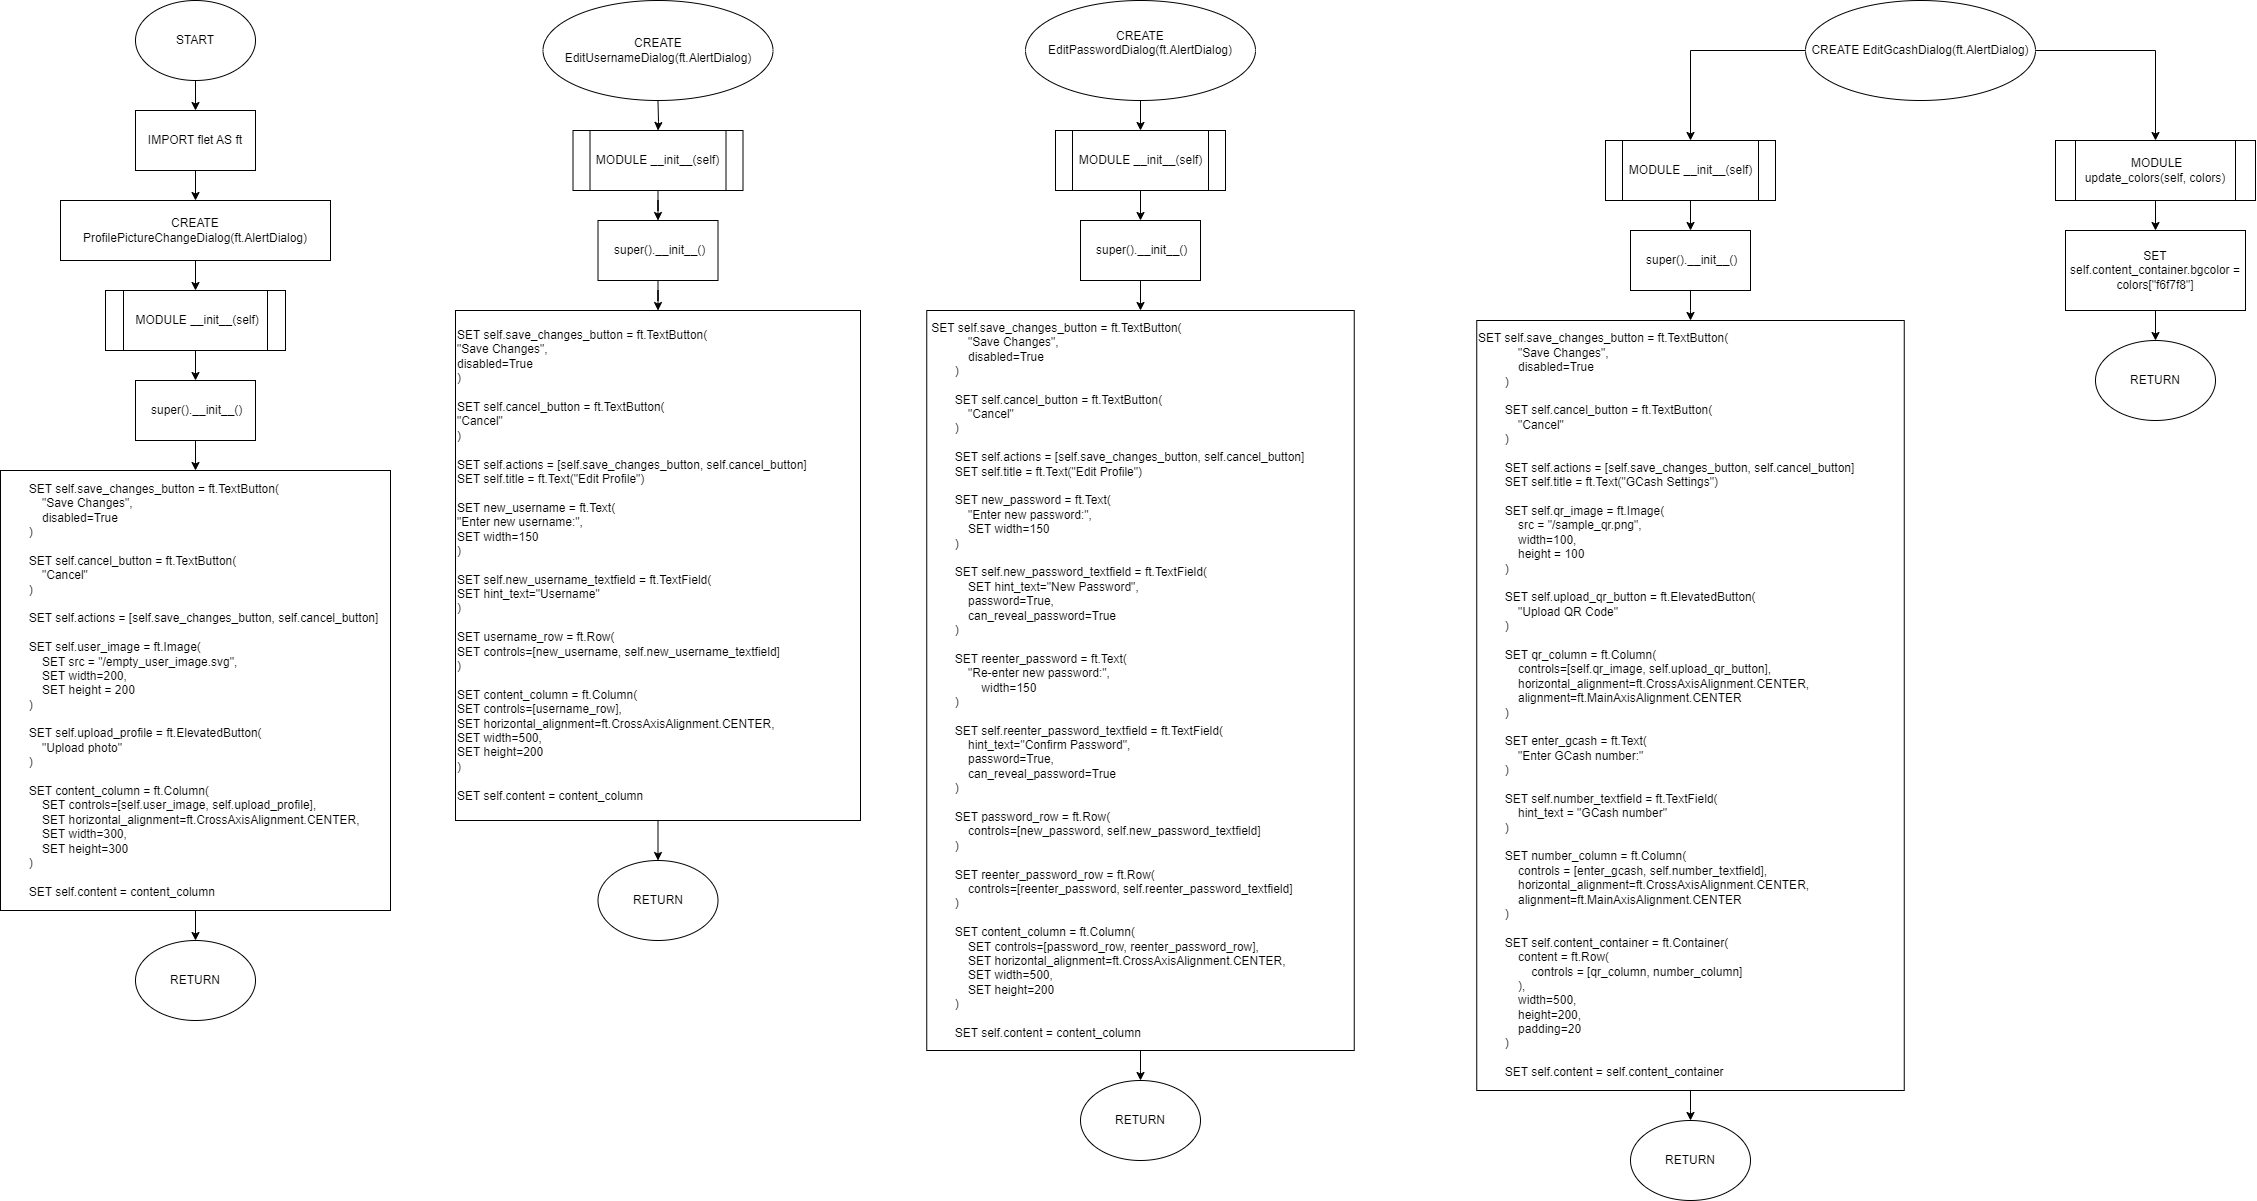 START
IMPORT flet AS ft
CREATE
ProfilePictureChangeDialog(ft.AlertDialog)
MODULE __init__(self)
super().__init__()
SET self.save_changes_button = ft.TextButton(
"Save Changes",
disabled=True
)
SET self.cancel_button = ft.TextButton(
"Cancel"
)
SET self.actions = [self.save_changes_button, self.cancel_button]
SET self.user_image = ft.Image(
SET src = "/empty_user_image.svg",
SET width=200,
SET height = 200
)
SET self.upload_profile = ft.ElevatedButton(
"Upload photo"
)
SET content_column = ft.Column(
SET controls=[self.user_image, self.upload_profile],
SET horizontal_alignment=ft.CrossAxisAlignment.CENTER,
SET width=300,
SET height=300
)
SET self.content = content_column
RETURN
CREATE
EditUsernameDialog(ft.AlertDialog)
MODULE __init__(self)
super().__init__()
SET self.save_changes_button = ft.TextButton(
"Save Changes",
disabled=True
)
SET self.cancel_button = ft.TextButton(
"Cancel"
)
SET self.actions = [self.save_changes_button, self.cancel_button]
SET self.title = ft.Text("Edit Profile")
SET new_username = ft.Text(
"Enter new username:",
SET width=150
)
SET self.new_username_textfield = ft.TextField(
SET hint_text="Username"
)
SET username_row = ft.Row(
SET controls=[new_username, self.new_username_textfield]
)
SET content_column = ft.Column(
SET controls=[username_row],
SET horizontal_alignment=ft.CrossAxisAlignment.CENTER,
SET width=500,
SET height=200
)
SET self.content = content_column
RETURN
CREATE
EditPasswordDialog(ft.AlertDialog)
MODULE __init__(self)
super().__init__()
SET self.save_changes_button = ft.TextButton(
"Save Changes",
disabled=True
)
SET self.cancel_button = ft.TextButton(
"Cancel"
)
SET self.actions = [self.save_changes_button, self.cancel_button]
SET self.title = ft.Text("Edit Profile")
SET new_password = ft.Text(
"Enter new password:",
SET width=150
)
SET self.new_password_textfield = ft.TextField(
SET hint_text="New Password",
password=True,
can_reveal_password=True
)
SET reenter_password = ft.Text(
"Re-enter new password:",
width=150
)
SET self.reenter_password_textfield = ft.TextField(
hint_text="Confirm Password",
password=True,
can_reveal_password=True
)
SET password_row = ft.Row(
controls=[new_password, self.new_password_textfield]
)
SET reenter_password_row = ft.Row(
controls=[reenter_password, self.reenter_password_textfield]
)
SET content_column = ft.Column(
SET controls=[password_row, reenter_password_row],
SET horizontal_alignment=ft.CrossAxisAlignment.CENTER,
SET width=500,
SET height=200
)
SET self.content = content_column
RETURN
CREATE EditGcashDialog(ft.AlertDialog)
MODULE __init__(self)
super().__init__()
SET self.save_changes_button = ft.TextButton(
"Save Changes",
disabled=True
)
SET self.cancel_button = ft.TextButton(
"Cancel"
)
SET self.actions = [self.save_changes_button, self.cancel_button]
SET self.title = ft.Text("GCash Settings")
SET self.qr_image = ft.Image(
src = "/sample_qr.png",
width=100,
height = 100
)
SET self.upload_qr_button = ft.ElevatedButton(
"Upload QR Code"
)
SET qr_column = ft.Column(
controls=[self.qr_image, self.upload_qr_button],
horizontal_alignment=ft.CrossAxisAlignment.CENTER,
alignment=ft.MainAxisAlignment.CENTER
)
SET enter_gcash = ft.Text(
"Enter GCash number:"
)
SET self.number_textfield = ft.TextField(
hint_text = "GCash number"
)
SET number_column = ft.Column(
controls = [enter_gcash, self.number_textfield],
horizontal_alignment=ft.CrossAxisAlignment.CENTER,
alignment=ft.MainAxisAlignment.CENTER
)
SET self.content_container = ft.Container(
content = ft.Row(
controls = [qr_column, number_column]
),
width=500,
height=200,
padding=20
)
SET self.content = self.content_container
RETURN
MODULE
update_colors(self, colors)
SET
self.content_container.bgcolor =
colors["f6f7f8"]
RETURN